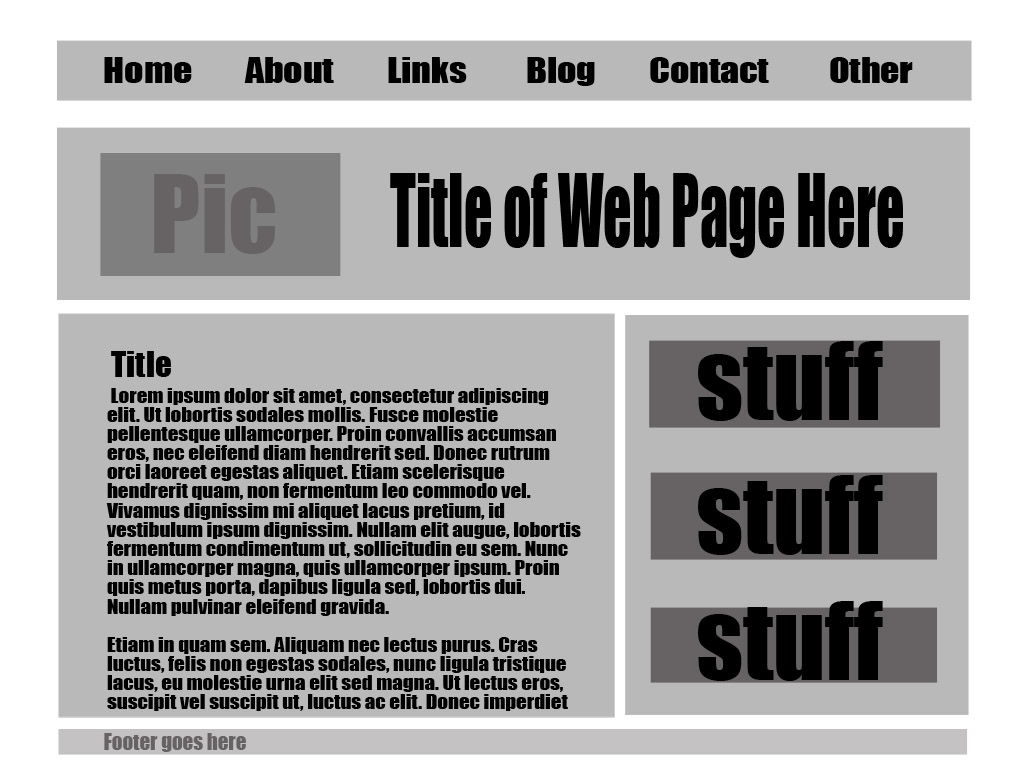 Home About Links Blog Contact Other
Pic
Title of Web Page Here
Title
Lorem ipsum dolor sit amet, consectetur adipiscing
elit. Ut lobortis sodales mollis. Fusce molestie
pellentesque ullamcorper. Proin convallis accumsan
eros, nec eleifend diam hendrerit sed. Donec rutrum
orci laoreet egestas aliquet. Etiam scelerisque
hendrerit quam, non fermentum leo commodo vel.
Vivamus dignissim mi aliquet lacus pretium, id
vestibulum ipsum dignissim. Nullam elit augue, lobortis
fermentum condimentum ut, sollicitudin eu sem. Nunc
in ullamcorper magna, quis ullamcorper ipsum. Proin
quis metus porta, dapibus ligula sed, lobortis dui.
Nullam pulvinar eleifend gravida.
Etiam in quam sem. Aliquam nec lectus purus. Cras
luctus, felis non egestas sodales, nunc ligula tristique
lacus, eu molestie urna elit sed magna. Ut lectus eros,
suscipit vel suscipit ut, luctus ac elit. Donec imperdiet
stuff
stuff
stuff
Footer goes here